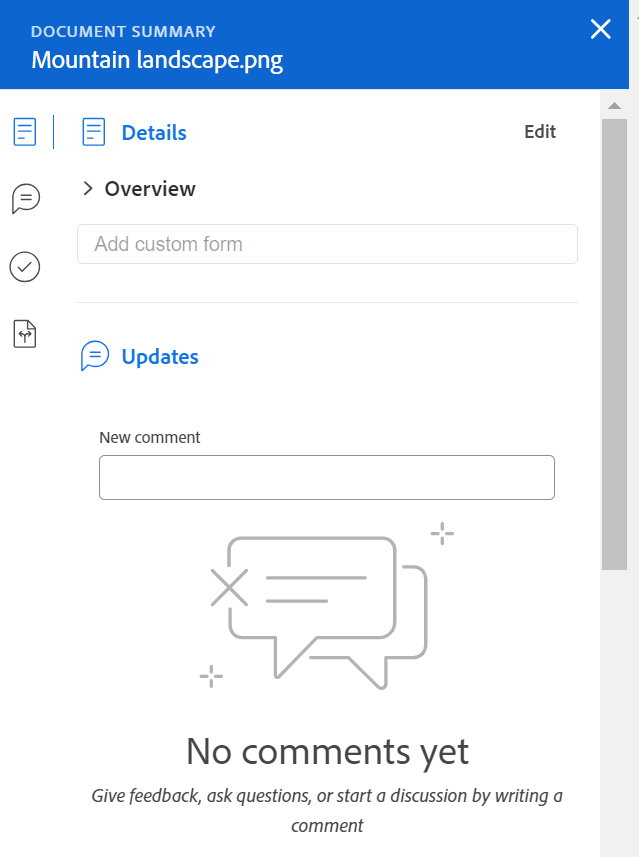 DOCUMENT SUMMARY
Mountain landscape.png
Details
Edit
Overview
Add custom form
Updates
New comment
No comments yet
Give feedback, ask questions, or start a discussion by writing a
comment